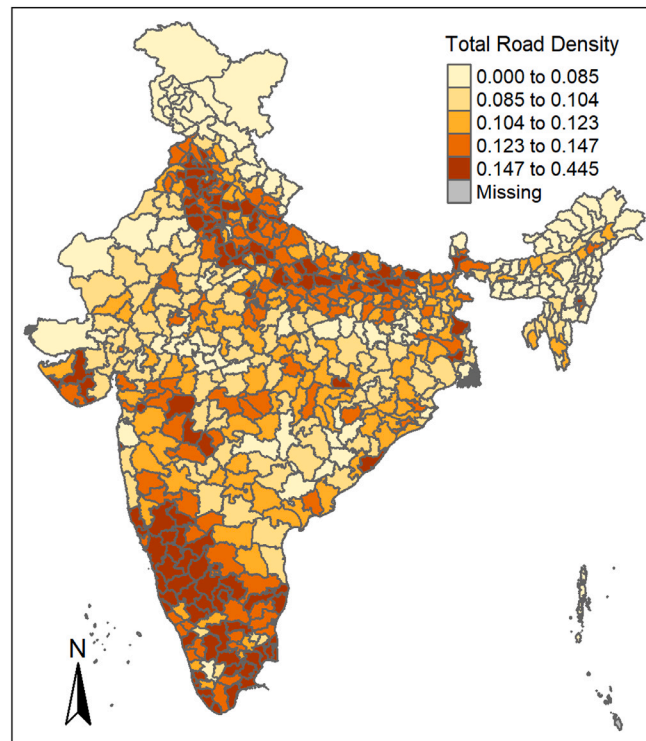 Total Road Density
0.000 to 0.085
0.085 to 0.104
0.104 to 0.123
0.123 to 0.147
0.147 to 0.445
Missing
N